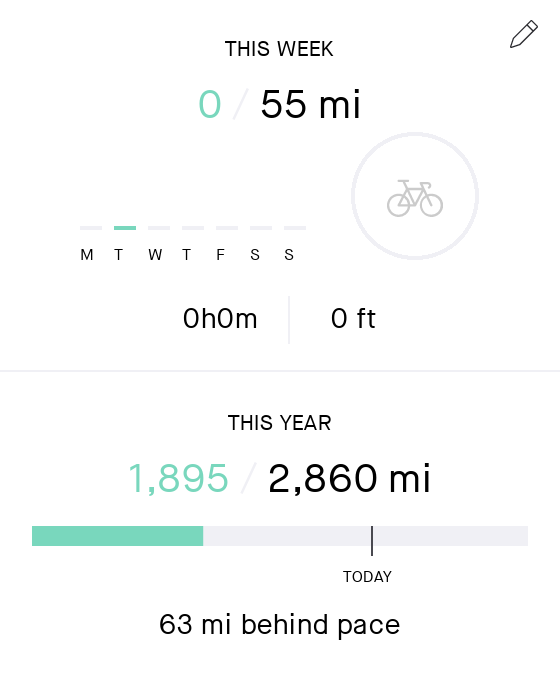 THIS WEEK
0 / 55 mi
M T W T F S S
0h0m 0 ft
THIS YEAR
1,895 / 2,860 mi
TODAY
63 mi behind pace